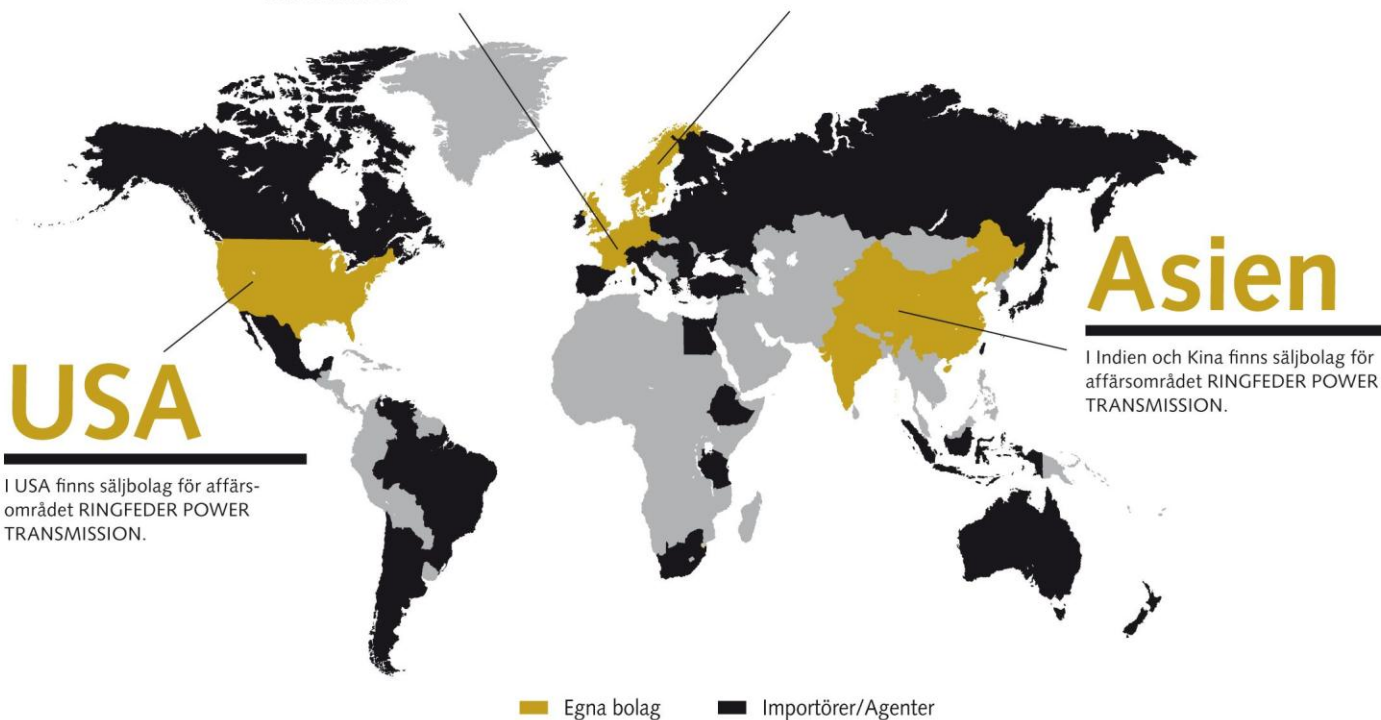 Asien
I Indien och Kina finns säljbolag för
affärsområdet RINGFEDER POWER
TRANSMISSION.
USA
I USA finns säljbolag för affärs-
området RINGFEDER POWER
TRANSMISSION.
Egna bolag
Importörer/Agenter